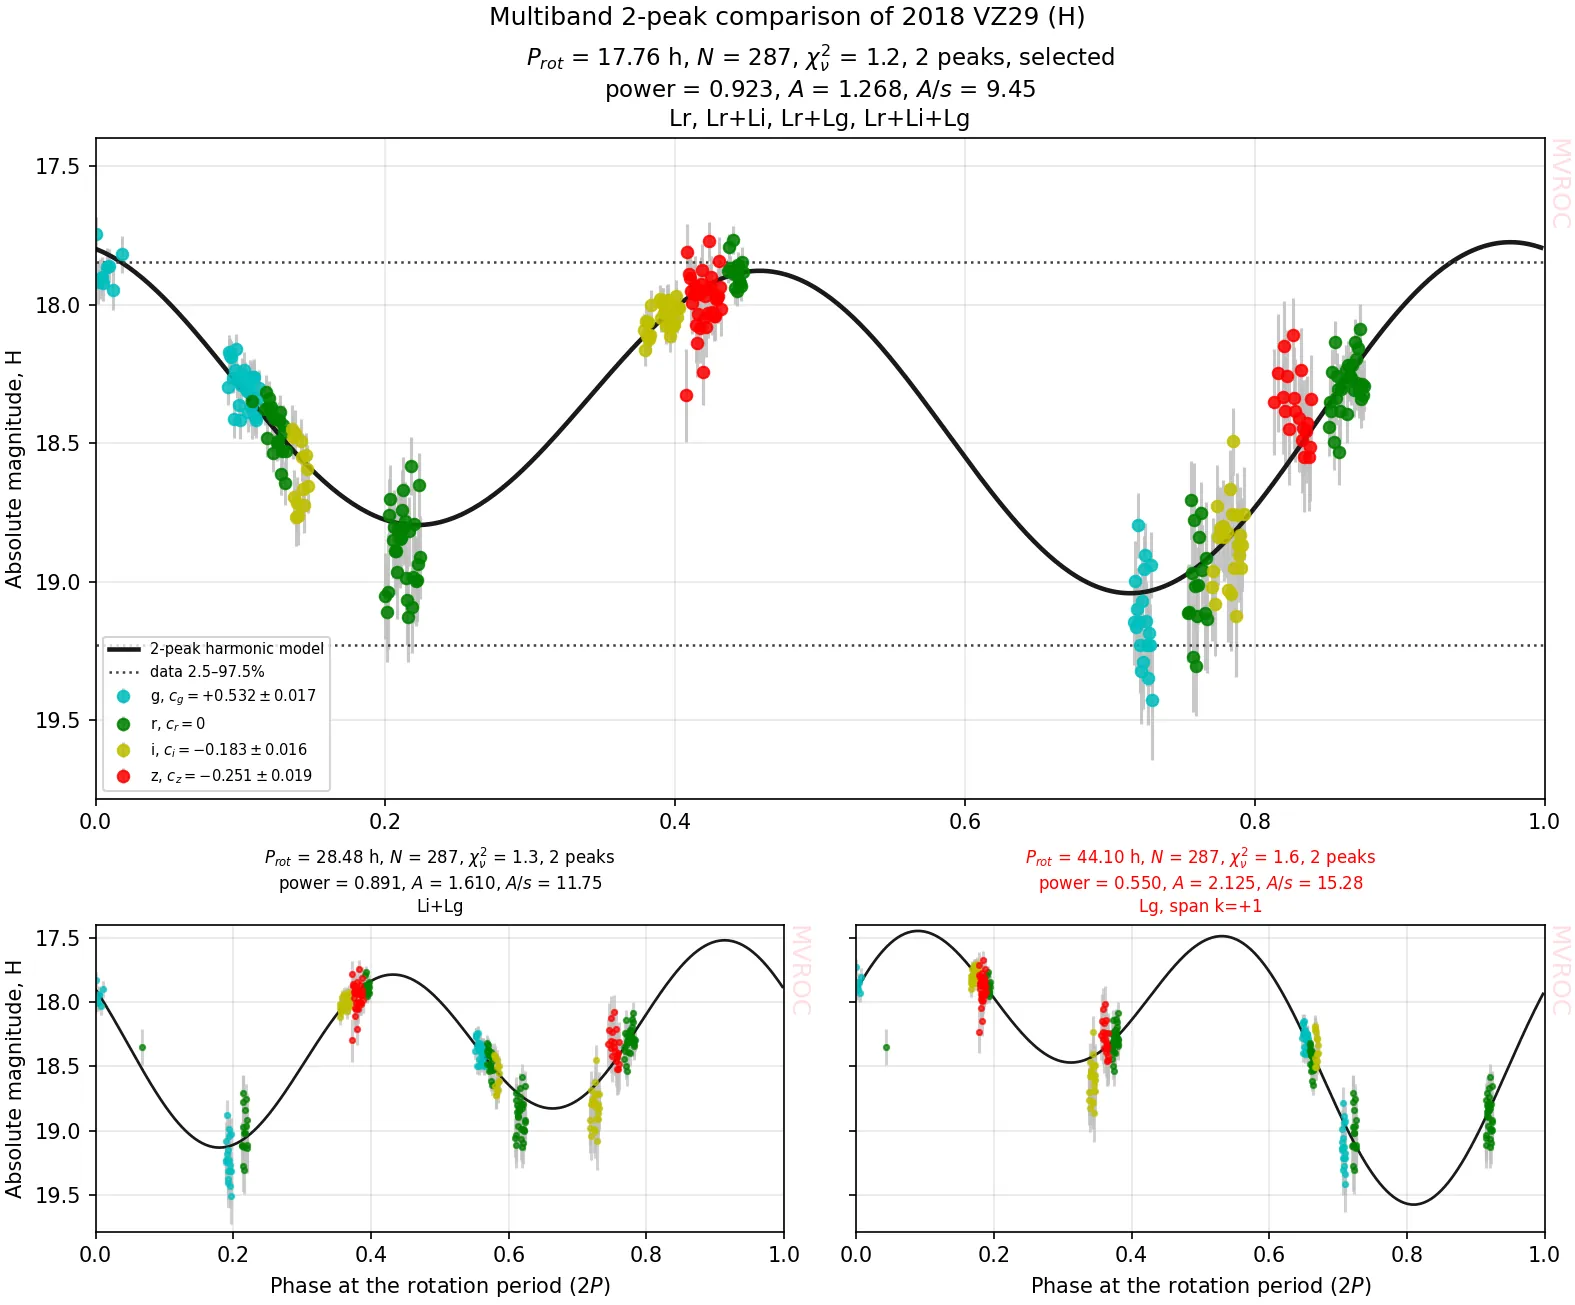 Multiband 2-peak comparison of 2018 VZ29 (H)
P_rot = 17.76 h, N = 287, χ²_ν = 1.2, 2 peaks, selected
power = 0.923, A = 1.268, A/s = 9.45
Lr, Lr+Li, Lr+Lg, Lr+Li+Lg
MVROC
Absolute magnitude, H
17.5
18.0
18.5
19.0
19.5
2-peak harmonic model
data 2.5–97.5%
g, c_g = +0.532 ± 0.017
r, c_r = 0
i, c_i = −0.183 ± 0.016
z, c_z = −0.251 ± 0.019
0.0 0.2 0.4 0.6 0.8 1.0
P_rot = 28.48 h, N = 287, χ²_ν = 1.3, 2 peaks
power = 0.891, A = 1.610, A/s = 11.75
Li+Lg
MVROC
Absolute magnitude, H
17.5
18.0
18.5
19.0
19.5
0.0 0.2 0.4 0.6 0.8 1.0
Phase at the rotation period (2P)
P_rot = 44.10 h, N = 287, χ²_ν = 1.6, 2 peaks
power = 0.550, A = 2.125, A/s = 15.28
Lg, span k=+1
MVROC
0.0 0.2 0.4 0.6 0.8 1.0
Phase at the rotation period (2P)